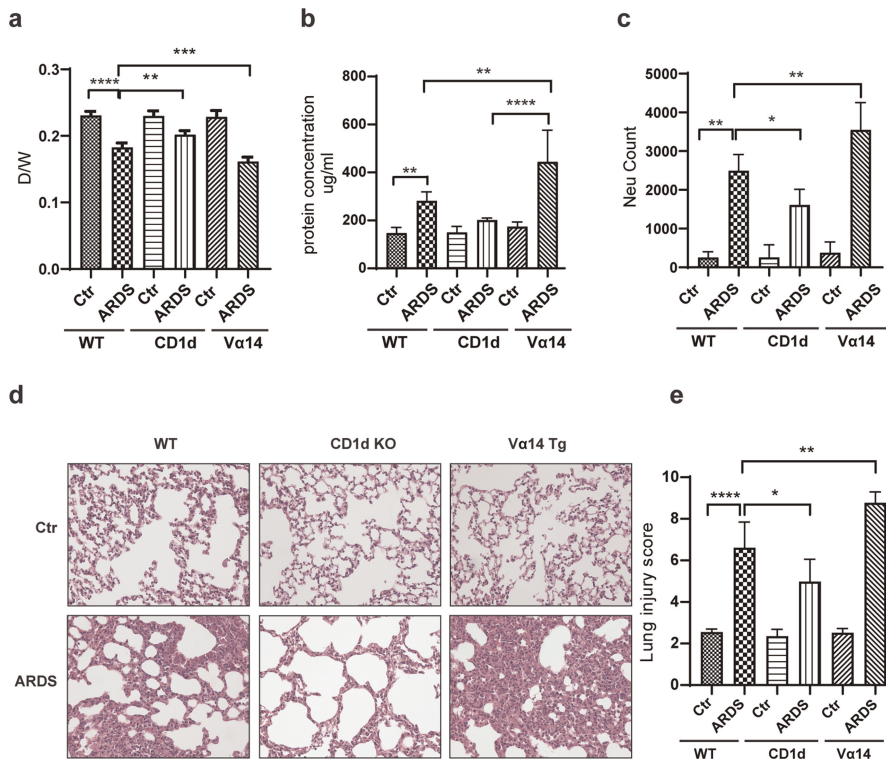 a
***
**** **
0.3
0.2
0.1
0.0
D/W
Ctr
ARDS
Ctr
ARDS
Ctr
ARDS
WT CD1d Vα14
b
**
****
**
800
600
400
200
0
protein concentration
ug/ml
Ctr
ARDS
Ctr
ARDS
Ctr
ARDS
WT CD1d Vα14
c
**
** *
5000
4000
3000
2000
1000
0
Neu Count
Ctr
ARDS
Ctr
ARDS
Ctr
ARDS
WT CD1d Vα14
d
WT CD1d KO Vα14 Tg
Ctr
ARDS
e
**
**** *
10
8
6
4
2
0
Lung injury score
Ctr
ARDS
Ctr
ARDS
Ctr
ARDS
WT CD1d Vα14